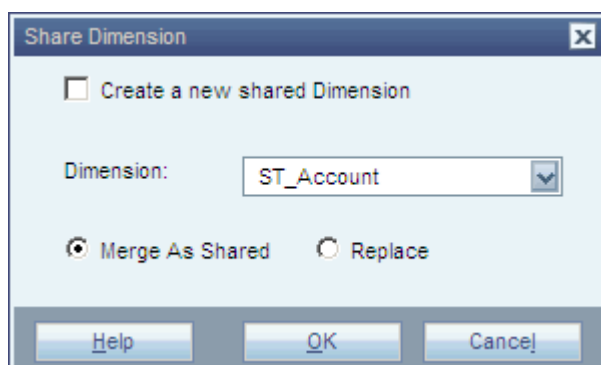 Share Dimension
Create a new shared Dimension
Dimension: ST_Account
Merge As Shared Replace
Help OK Cancel